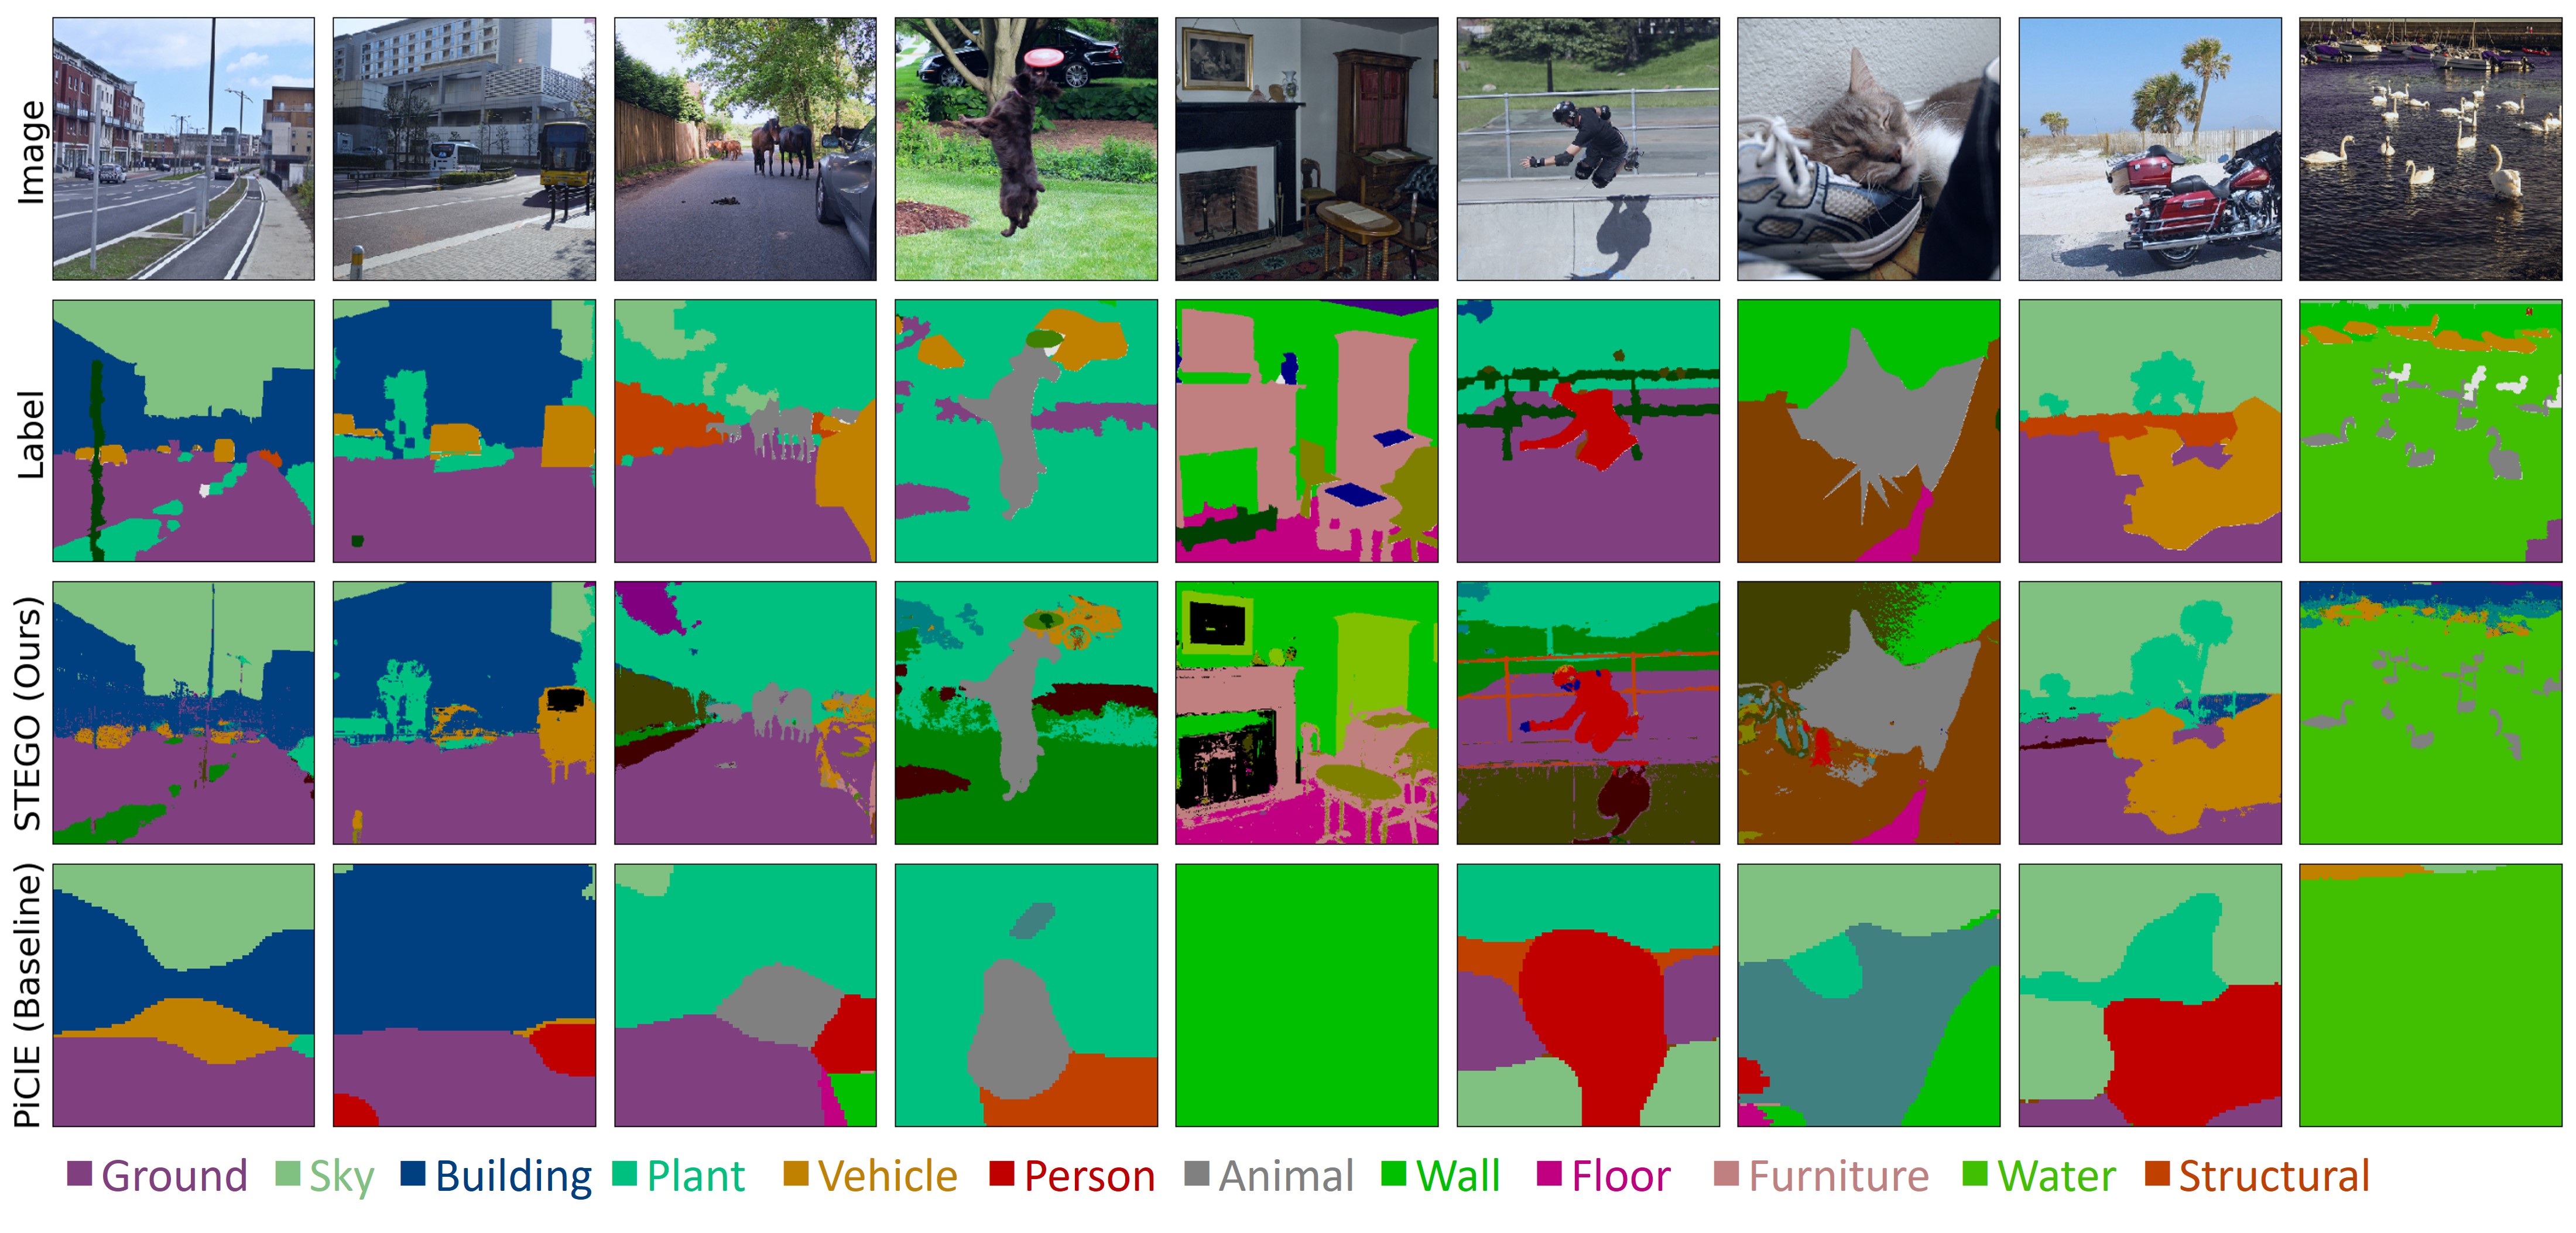 Image
Label
STEGO (Ours)
PiCIE (Baseline)
Ground Sky Building Plant Vehicle Person Animal Wall Floor Furniture Water Structural